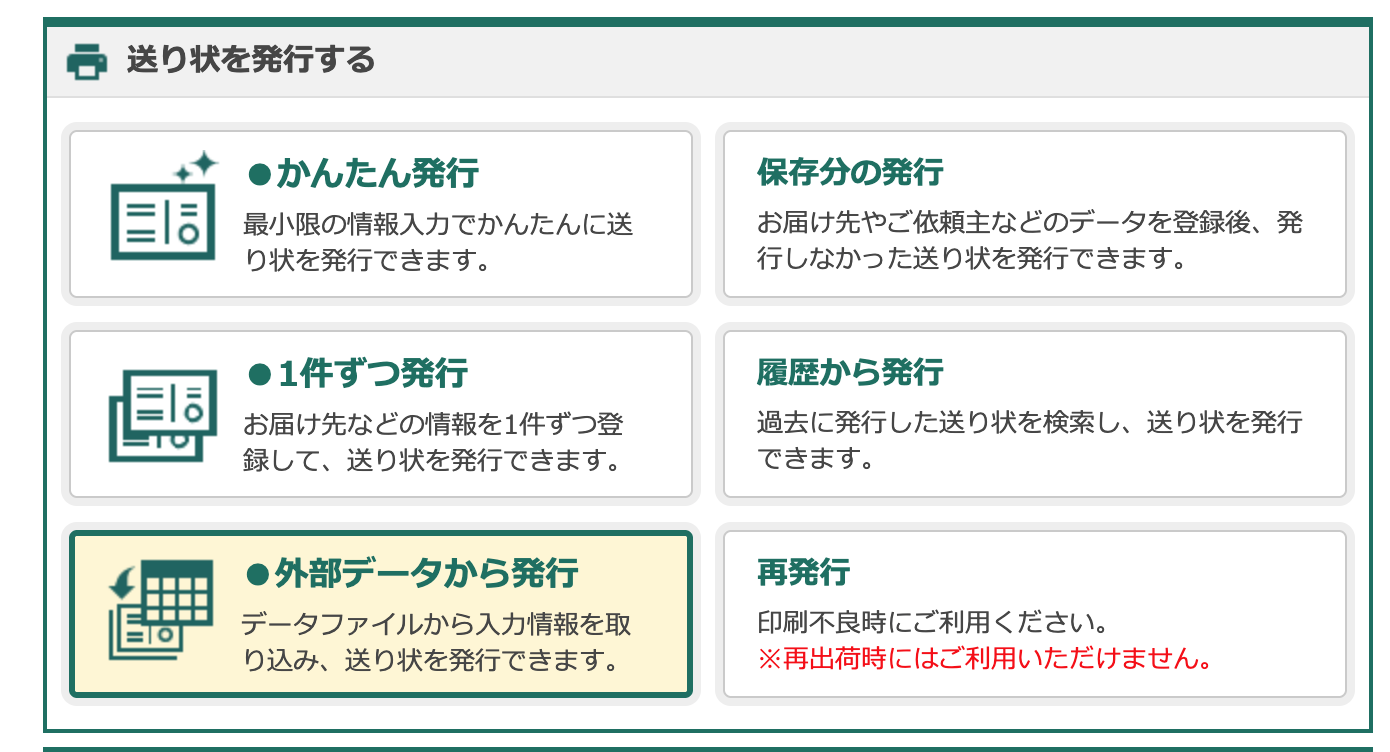 送り状を発行する
●かんたん発行
最小限の情報入力でかんたんに送
り状を発行できます。
保存分の発行
お届け先やご依頼主などのデータを登録後、発
行しなかった送り状を発行できます。
●1件ずつ発行
お届け先などの情報を1件ずつ登
録して、送り状を発行できます。
履歴から発行
過去に発行した送り状を検索し、送り状を発行
できます。
●外部データから発行
データファイルから入力情報を取
り込み、送り状を発行できます。
再発行
印刷不良時にご利用ください。
※再出荷時にはご利用いただけません。